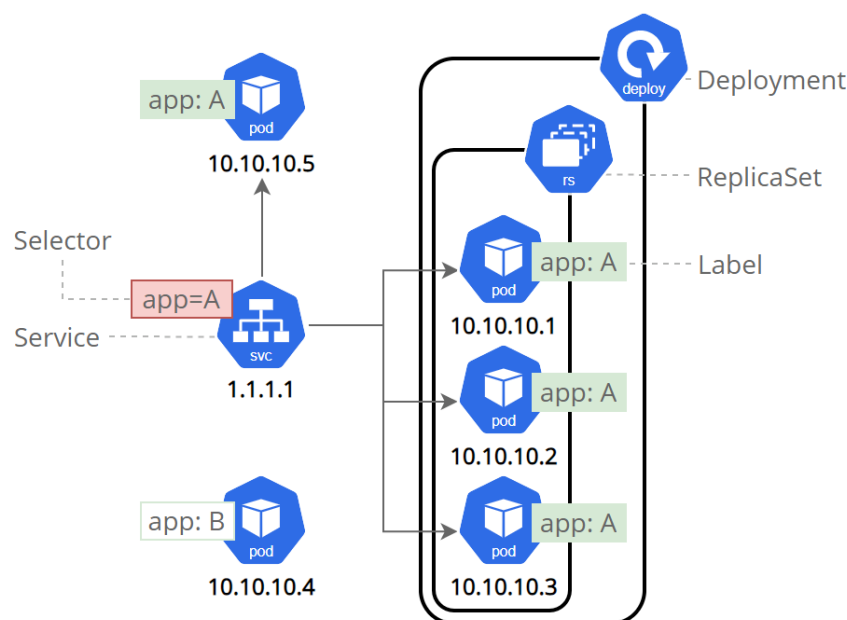 deploy
Deployment
app: A
pod
10.10.10.5
rs
ReplicaSet
Selector
app=A
Service
svc
1.1.1.1
pod
app: A
Label
10.10.10.1
pod
app: A
10.10.10.2
app: B
pod
10.10.10.4
pod
app: A
10.10.10.3